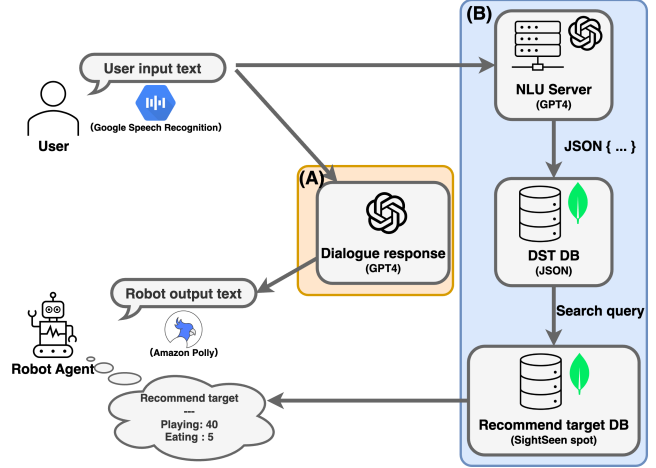 (B)
User input text
(Google Speech Recognition)
User
NLU Server
(GPT4)
JSON { ... }
(A)
Dialogue response
(GPT4)
DST DB
(JSON)
Search query
Robot output text
(Amazon Polly)
Robot Agent
Recommend target
---
Playing: 40
Eating : 5
Recommend target DB
(SightSeen spot)